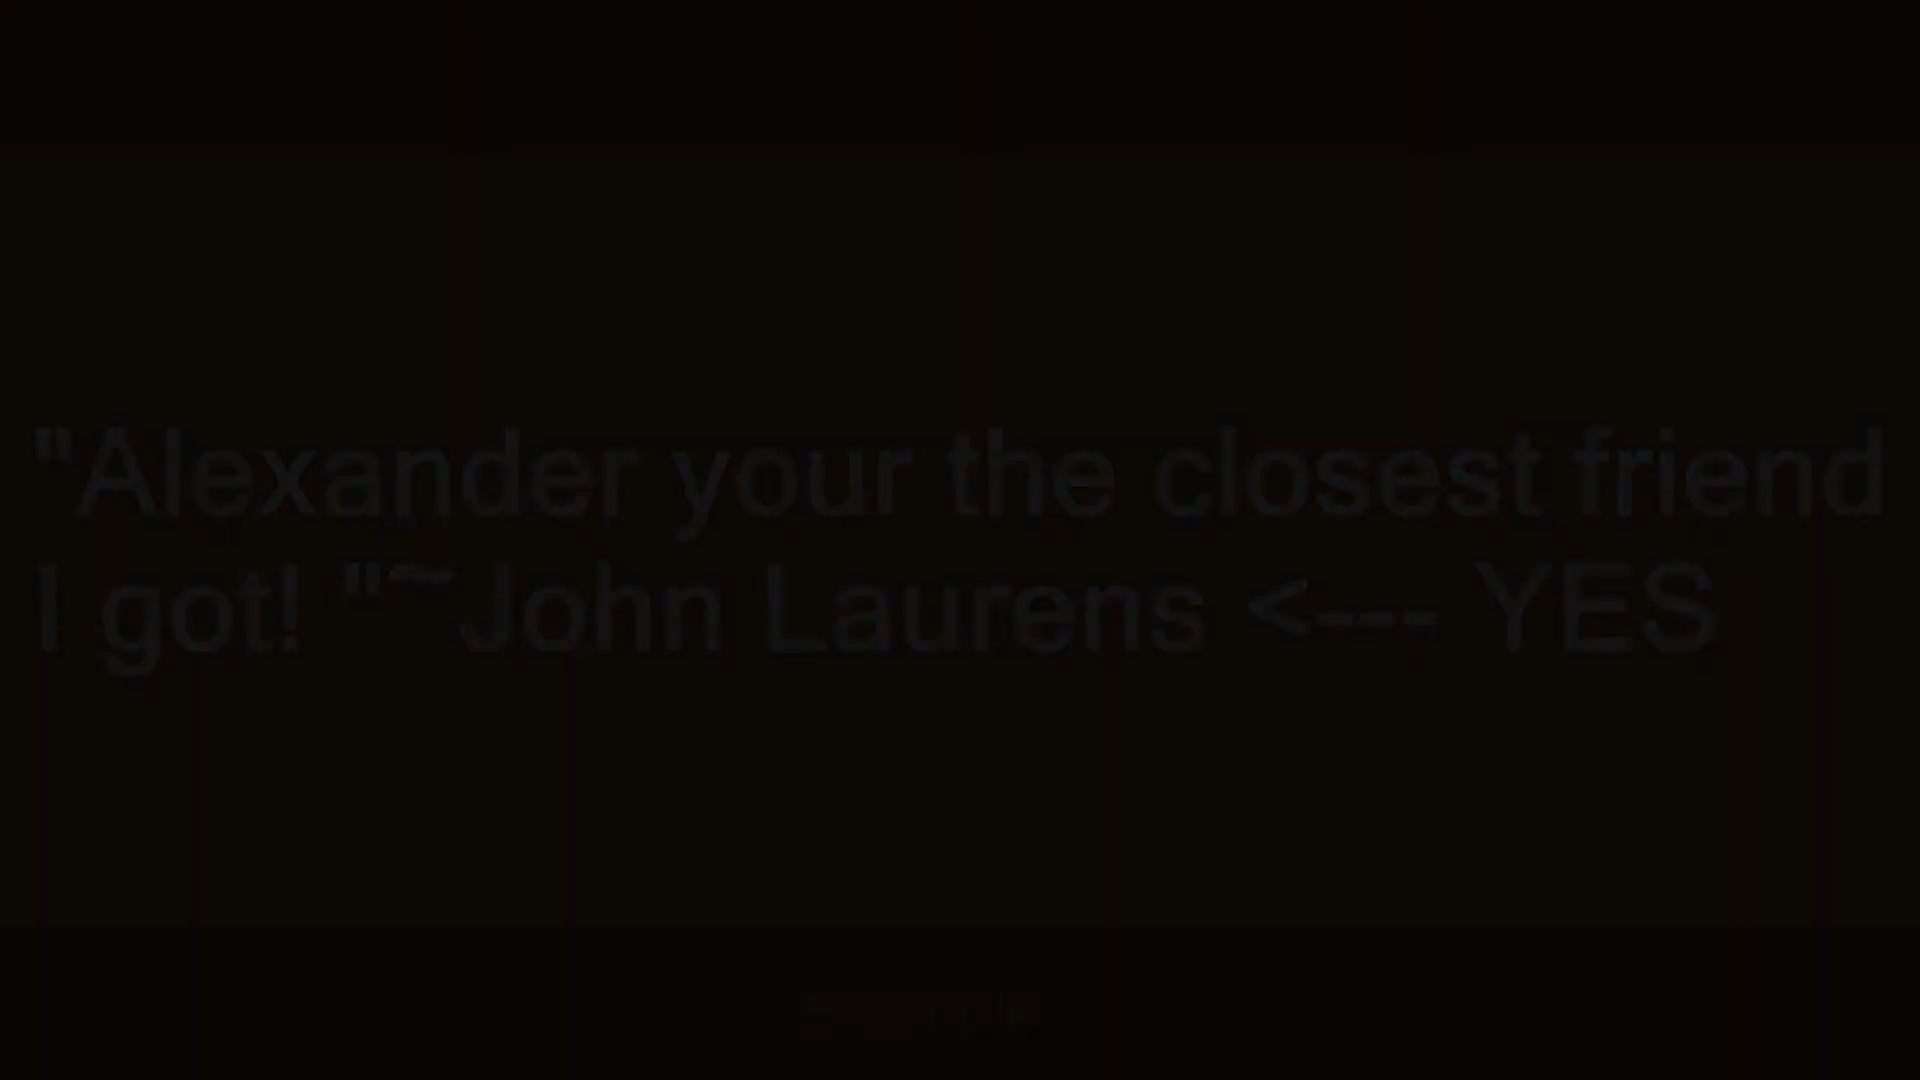 "Alexander your the closest friend
I got! "~ John Laurens <--- YES